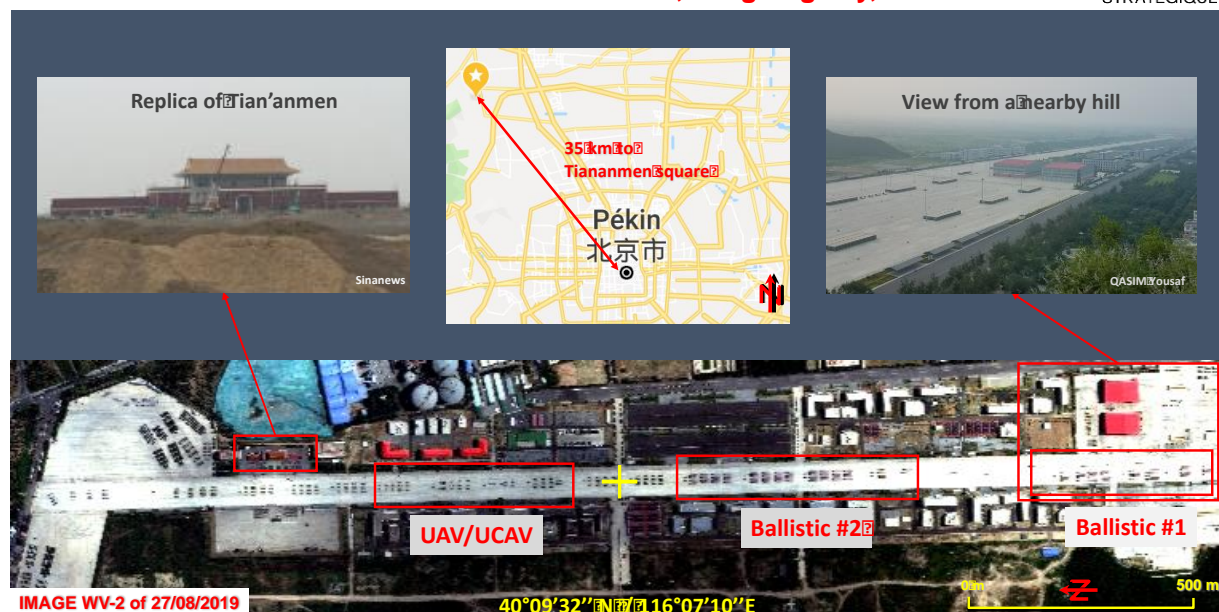 STRATÉGIQUE
Replica of Tian'anmen
Sinanews
35 km to
Tiananmen square
Pékin
北京市
N
View from a nearby hill
QASIM Yousaf
UAV/UCAV
Ballistic #2
Ballistic #1
IMAGE WV-2 of 27/08/2019
40°09'32''N / 116°07'10''E
0 m
N
500 m